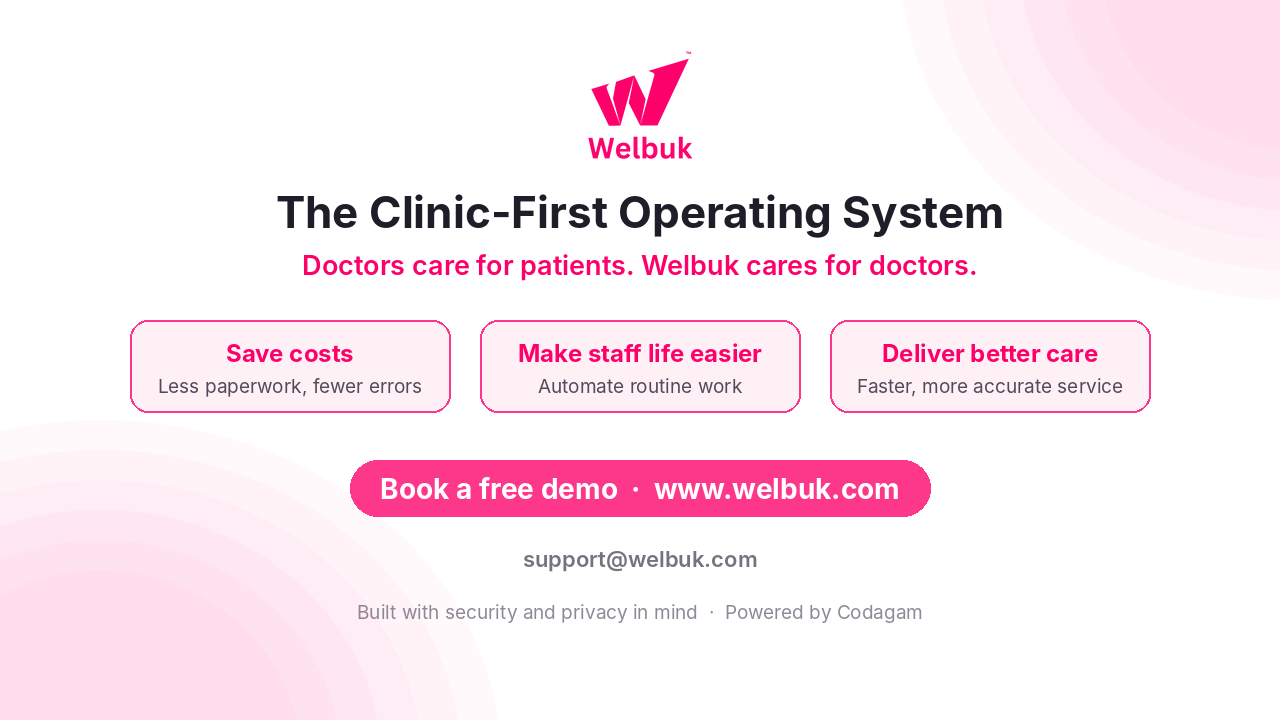 ™
Welbuk
The Clinic-First Operating System
Doctors care for patients. Welbuk cares for doctors.
Save costs
Less paperwork, fewer errors
Make staff life easier
Automate routine work
Deliver better care
Faster, more accurate service
Book a free demo · www.welbuk.com
support@welbuk.com
Built with security and privacy in mind · Powered by Codagam